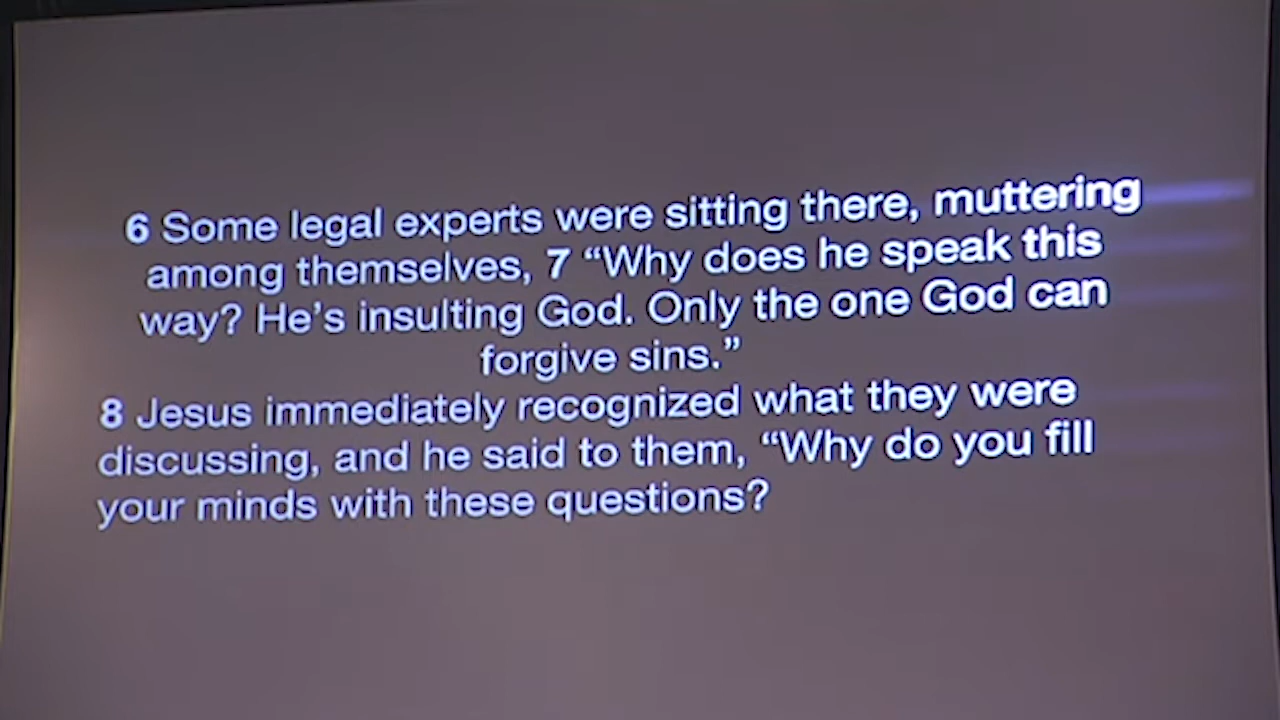 6 Some legal experts were sitting there, muttering
among themselves, 7 “Why does he speak this
way? He’s insulting God. Only the one God can
forgive sins.”
8 Jesus immediately recognized what they were
discussing, and he said to them, “Why do you fill
your minds with these questions?